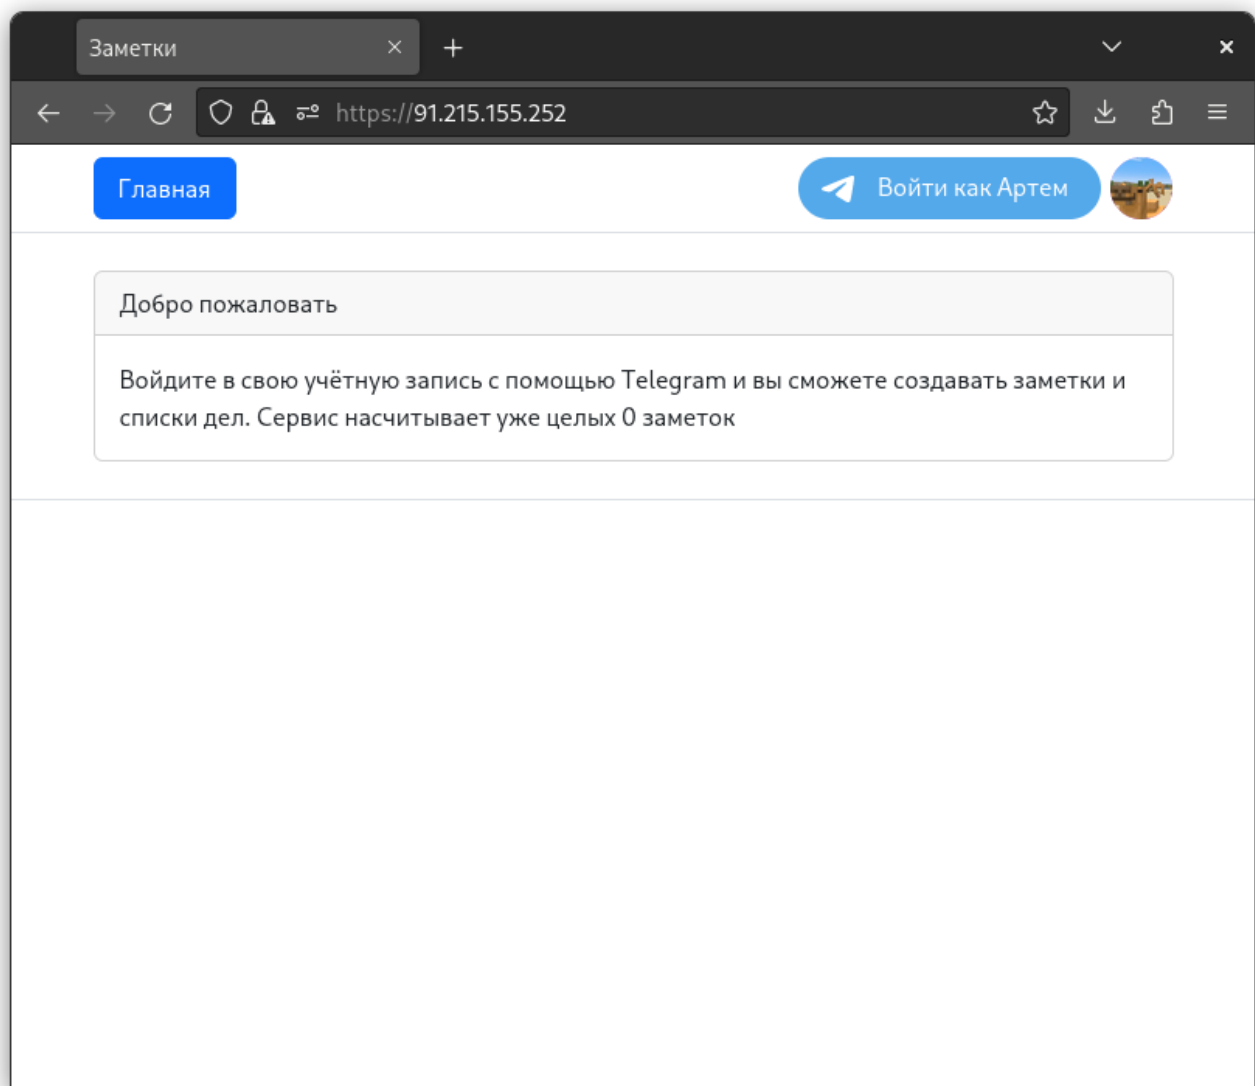 Заметки
https://91.215.155.252
Главная
Войти как Артем
Добро пожаловать
Войдите в свою учётную запись с помощью Telegram и вы сможете создавать заметки и
списки дел. Сервис насчитывает уже целых 0 заметок